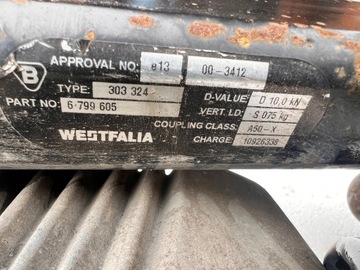 B
APPROVAL NO: e13 00-3412
TYPE: 303 324
PART NO: 6-799 605
D-VALUE: D 10,0 kN
VERT. LD: S 075 kg
COUPLING CLASS: A50-X
CHARGE: 10926338
WESTFALIA